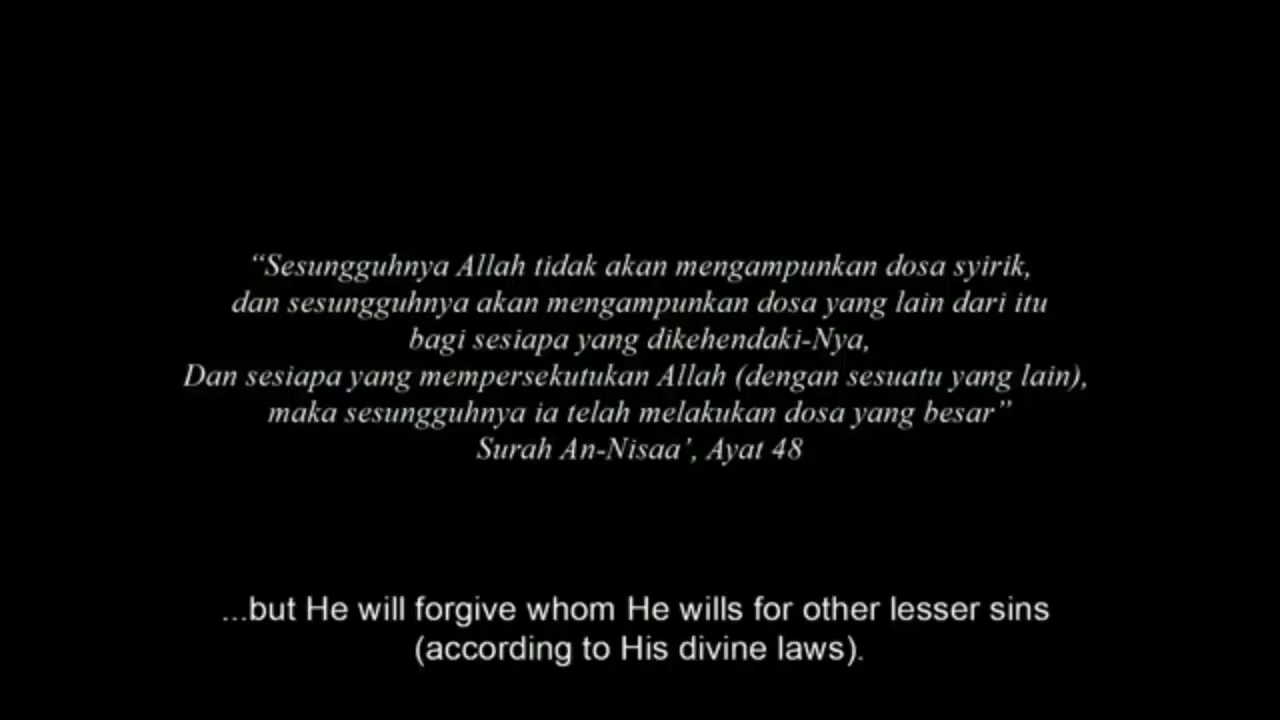 “Sesungguhnya Allah tidak akan mengampunkan dosa syirik,
dan sesungguhnya akan mengampunkan dosa yang lain dari itu
bagi sesiapa yang dikehendaki-Nya,
Dan sesiapa yang mempersekutukan Allah (dengan sesuatu yang lain),
maka sesungguhnya ia telah melakukan dosa yang besar”
Surah An-Nisaa’, Ayat 48
...but He will forgive whom He wills for other lesser sins
(according to His divine laws).